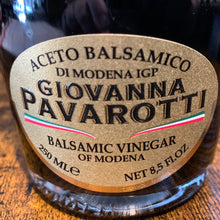 ACETO BALSAMICO
DI MODENA IGP
GIOVANNA
PAVAROTTI
BALSAMIC VINEGAR
OF MODENA
250 ML ℮
NET 8,5 FL.OZ